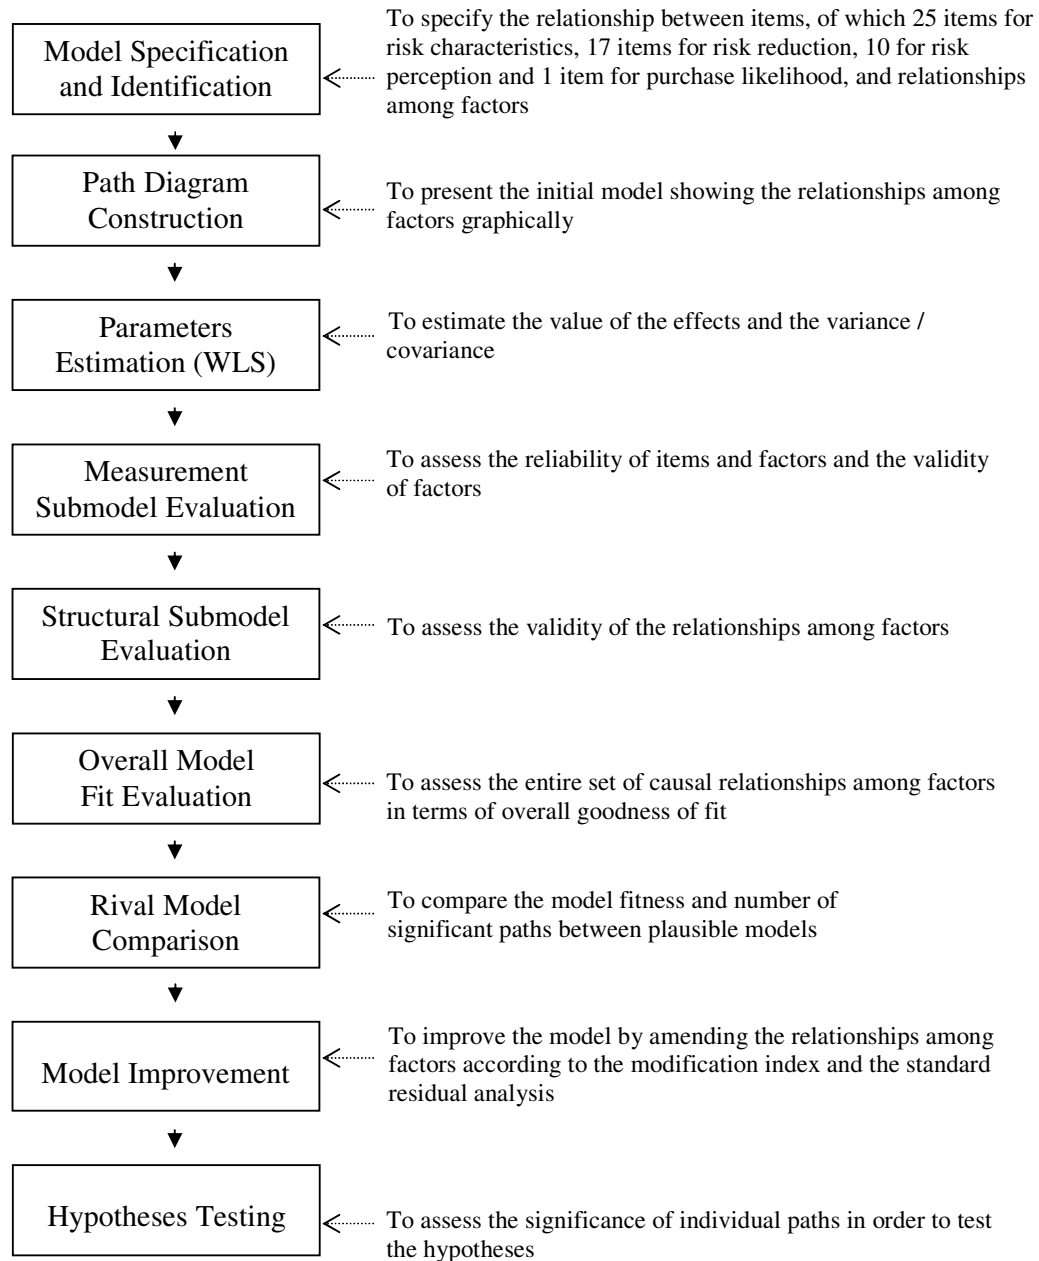 Model Specification
and Identification
To specify the relationship between items, of which 25 items for
risk characteristics, 17 items for risk reduction, 10 for risk
perception and 1 item for purchase likelihood, and relationships
among factors
Path Diagram
Construction
To present the initial model showing the relationships among
factors graphically
Parameters
Estimation (WLS)
To estimate the value of the effects and the variance /
covariance
Measurement
Submodel Evaluation
To assess the reliability of items and factors and the validity
of factors
Structural Submodel
Evaluation
To assess the validity of the relationships among factors
Overall Model
Fit Evaluation
To assess the entire set of causal relationships among factors
in terms of overall goodness of fit
Rival Model
Comparison
To compare the model fitness and number of
significant paths between plausible models
Model Improvement
To improve the model by amending the relationships among
factors according to the modification index and the standard
residual analysis
Hypotheses Testing
To assess the significance of individual paths in order to test
the hypotheses